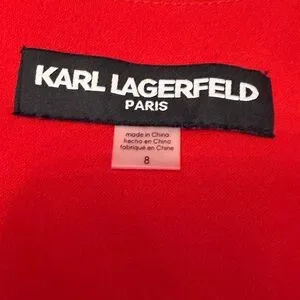 KARL LAGERFELD
PARIS
made in China
hecho en China
fabriqué en Chine
8